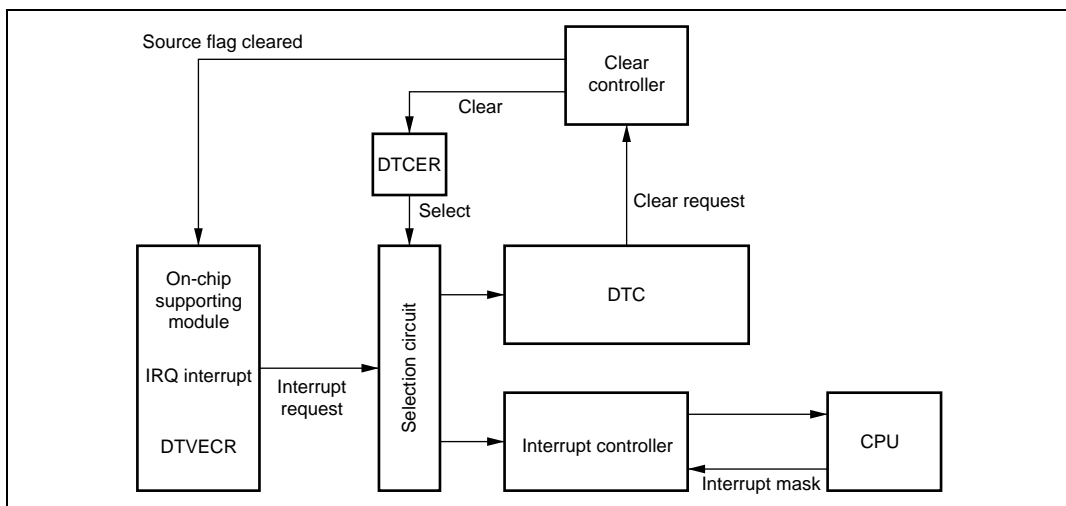 Source flag cleared
Clear
controller
Clear
DTCER
Select
Clear request
On-chip
supporting
module
IRQ interrupt
DTVECR
Interrupt
request
Selection circuit
DTC
Interrupt controller
CPU
Interrupt mask